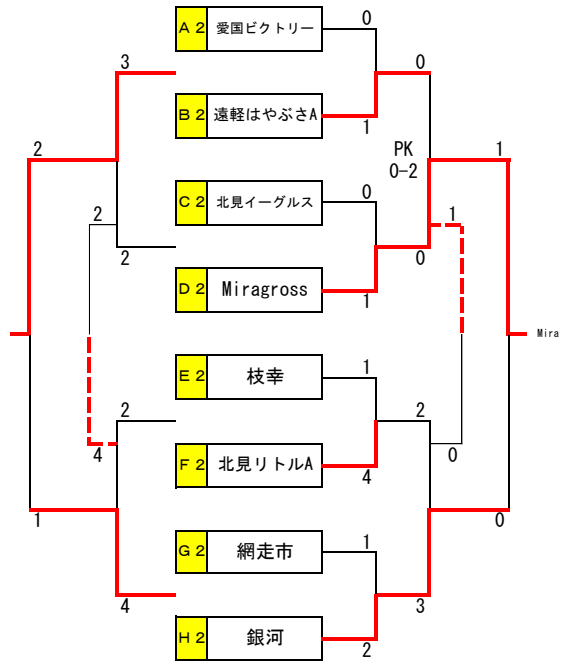 A2 愛国ビクトリー 0
3 0
B2 遠軽はやぶさA 1
PK
0-2
2 1
C2 北見イーグルス 0
2 1
2 0
D2 Miragross 1
Mira
E2 枝幸 1
2 2
4 0
F2 北見リトルA 4
1 0
G2 網走市 1
4 3
H2 銀河 2